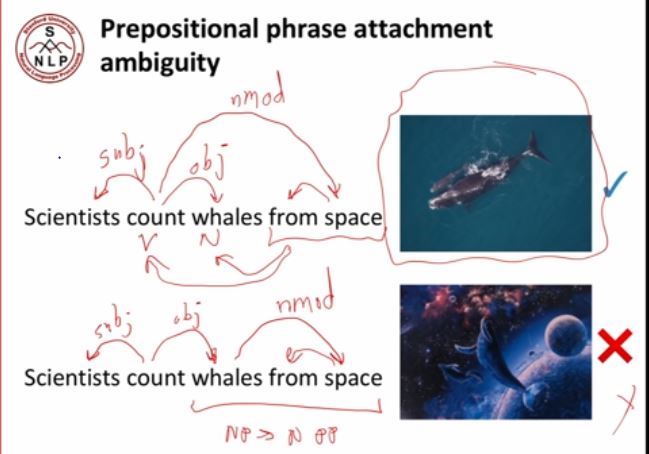 Stanford University
S
NLP
Natural Language Processing
Prepositional phrase attachment
ambiguity
nmod
subj
obj
Scientists count whales from space
V N
subj
obj
nmod
Scientists count whales from space
NP → N PP